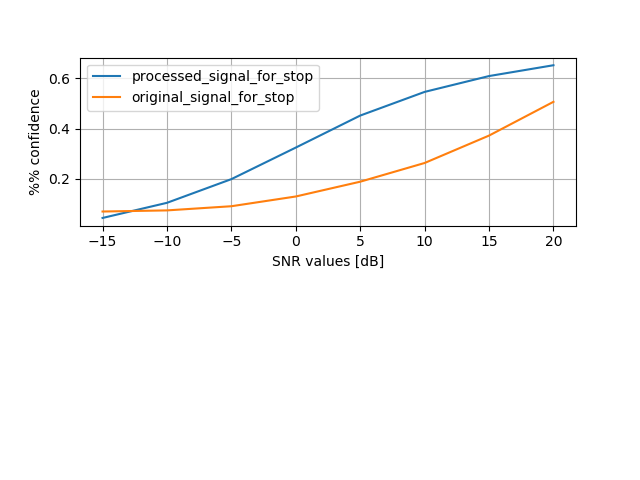 processed_signal_for_stop
original_signal_for_stop
%% confidence
0.6
0.4
0.2
−15 −10 −5 0 5 10 15 20
SNR values [dB]